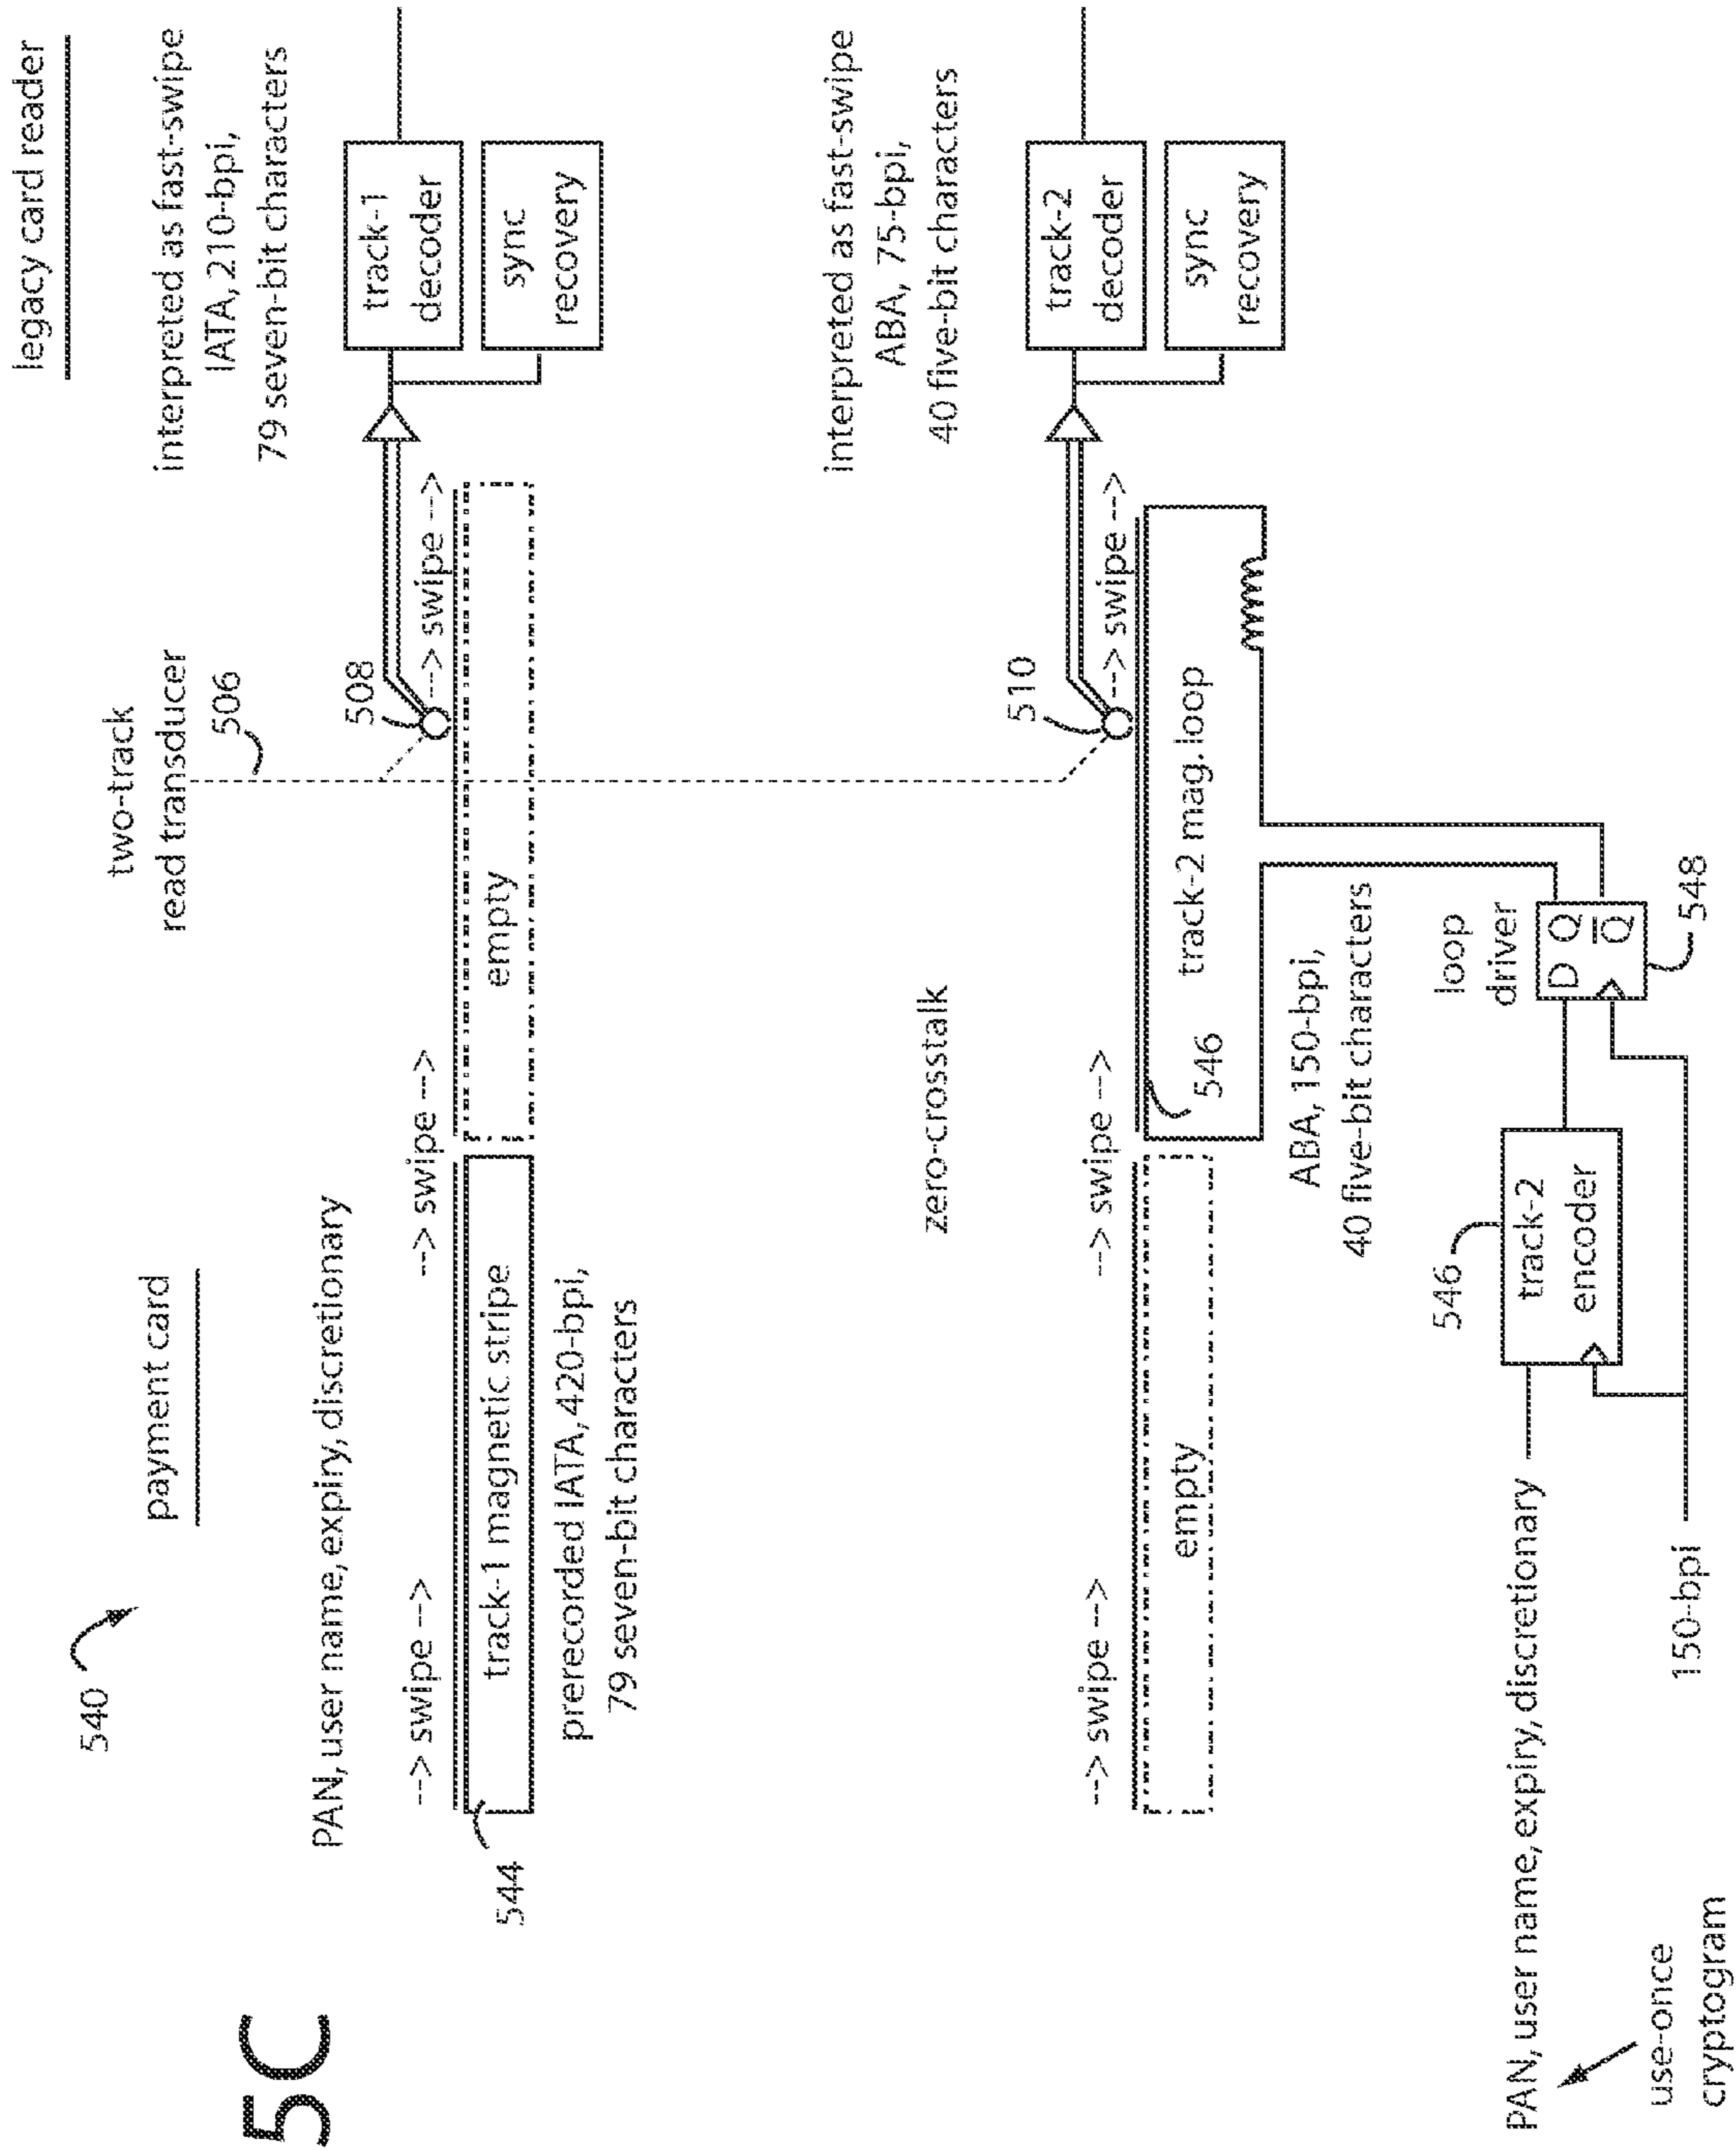 5C
540
payment card
legacy card reader
two-track
read transducer
506
PAN, user name, expiry, discretionary
interpreted as fast-swipe
IATA, 210-bpi,
79 seven-bit characters
508
--> swipe -->
--> swipe -->
---> swipe -->
544
track-1 magnetic stripe
empty
track-1
decoder
sync
recovery
prerecorded IATA, 420-bpi,
79 seven-bit characters
zero-crosstalk
interpreted as fast-swipe
ABA, 75-bpi,
40 five-bit characters
510
--> swipe -->
--> swipe -->
---> swipe -->
empty
546
track-2 mag. loop
track-2
decoder
sync
recovery
ABA, 150-bpi,
40 five-bit characters
546
track-2
encoder
loop
driver
D Q
Q
548
PAN, user name, expiry, discretionary
150-bpi
use-once
cryptogram